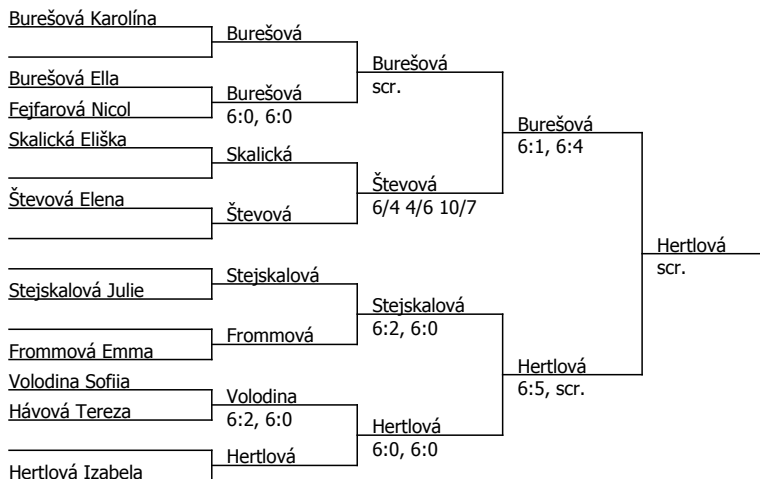 Burešová Karolína
Burešová Ella
Fejfarová Nicol
Skalická Eliška
Števová Elena
Stejskalová Julie
Frommová Emma
Volodina Sofiia
Hávová Tereza
Hertlová Izabela
Burešová
Burešová
6:0, 6:0
Skalická
Števová
Stejskalová
Frommová
Volodina
6:2, 6:0
Hertlová
Burešová
scr.
Števová
6/4 4/6 10/7
Stejskalová
6:2, 6:0
Hertlová
6:0, 6:0
Burešová
6:1, 6:4
Hertlová
6:5, scr.
Hertlová
scr.